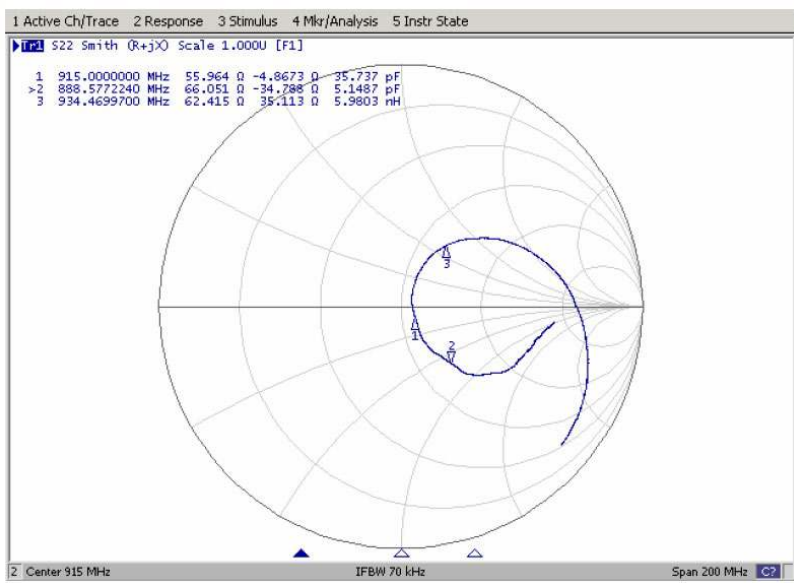 1 Active Ch/Trace 2 Response 3 Stimulus 4 Mkr/Analysis 5 Instr State
Tr1 S22 Smith (R+jX) Scale 1.000U [F1]
1 915.0000000 MHz 55.964 Ω -4.8673 Ω 35.737 pF
>2 888.5772240 MHz 66.051 Ω -34.788 Ω 5.1487 pF
3 934.4699700 MHz 62.415 Ω 35.113 Ω 5.9803 nH
3
1
2
2 Center 915 MHz IFBW 70 kHz Span 200 MHz C?